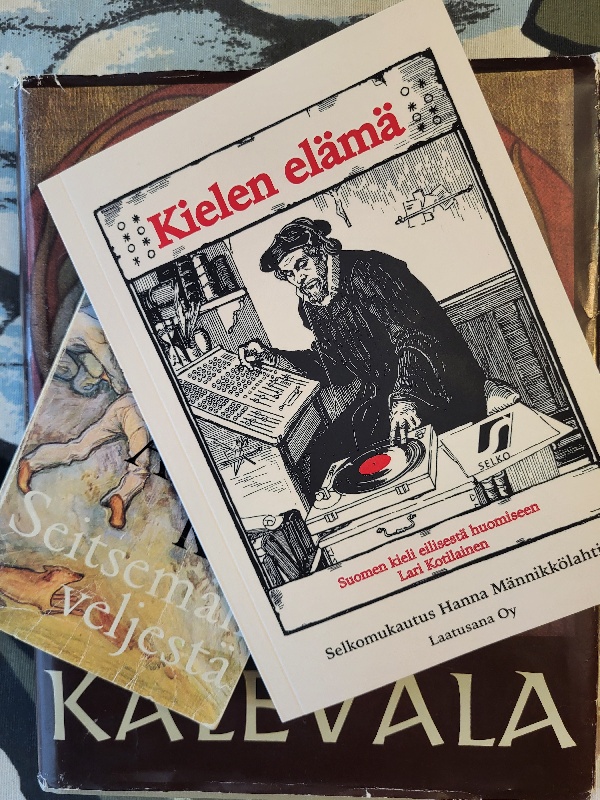 Kielen elämä
SELKO
Suomen kieli eilisestä huomiseen
Lari Kotilainen
Selkomukautus Hanna Männikkölahti
Laatusana Oy
Seitsemän
veljestä
KALEVALA